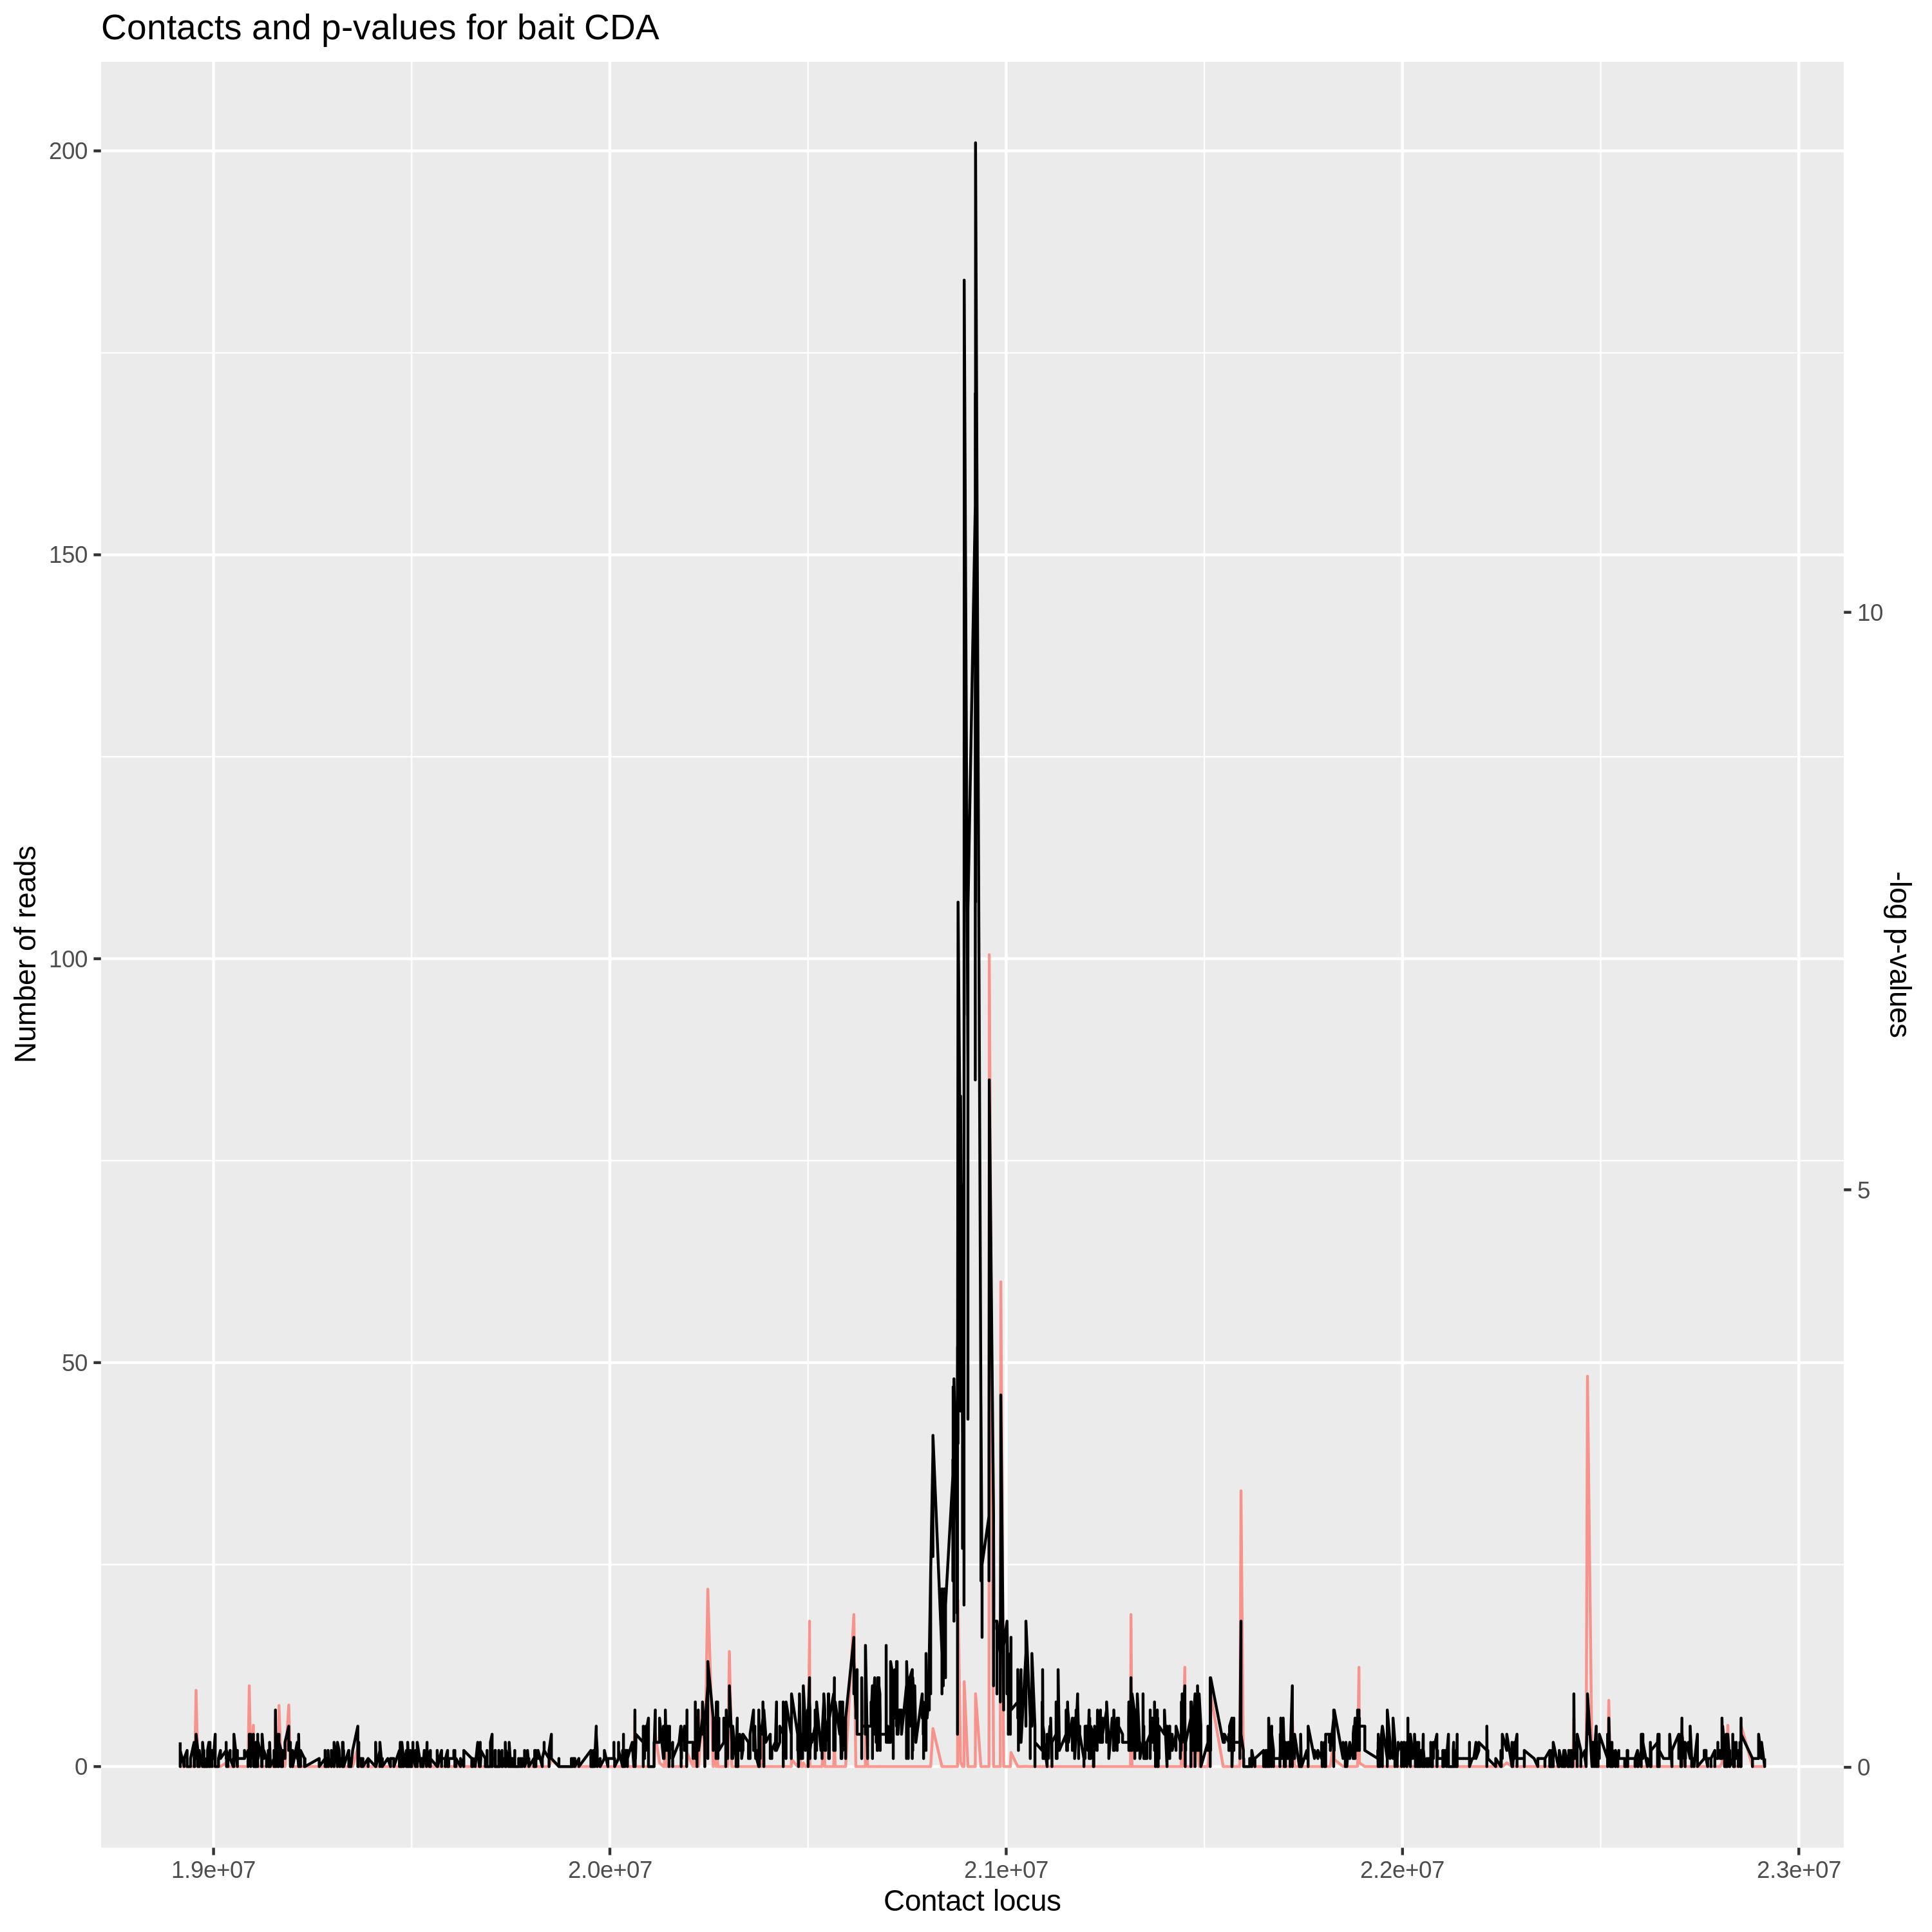 Contacts and p-values for bait CDA
200
150
100
50
0
Number of reads
10
5
0
-log p-values
1.9e+07 2.0e+07 2.1e+07 2.2e+07 2.3e+07
Contact locus